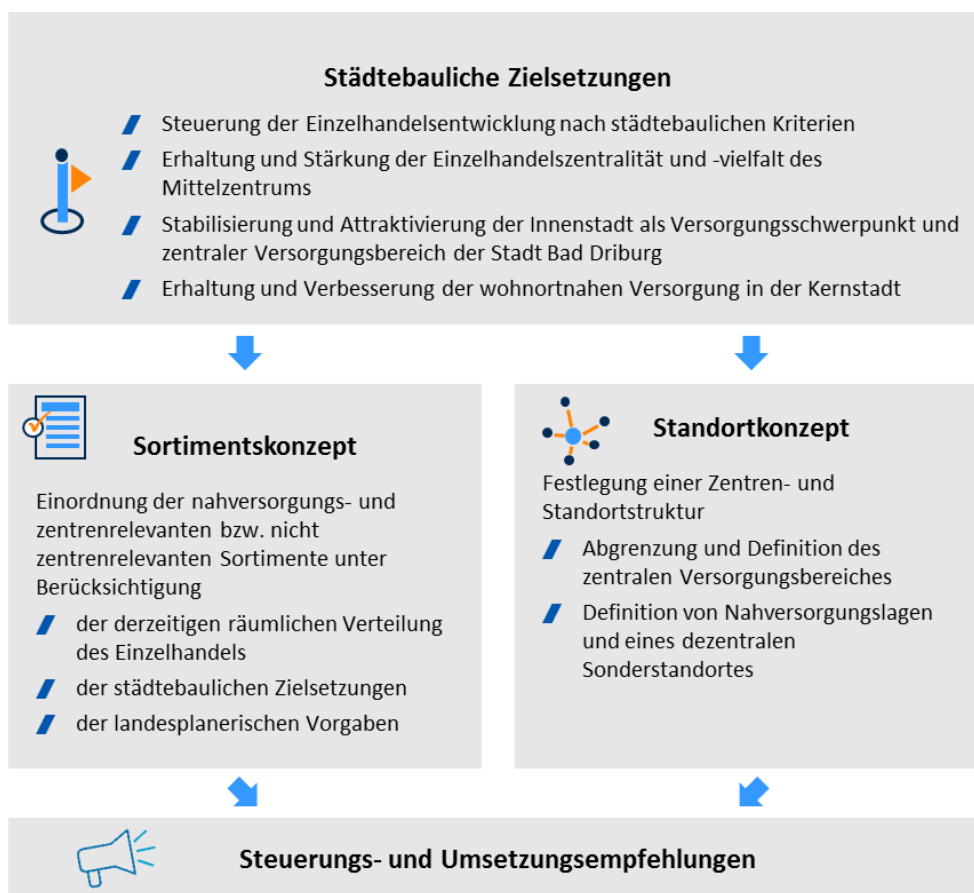 Städtebauliche Zielsetzungen
Steuerung der Einzelhandelsentwicklung nach städtebaulichen Kriterien
Erhaltung und Stärkung der Einzelhandelszentralität und -vielfalt des
Mittelzentrums
Stabilisierung und Attraktivierung der Innenstadt als Versorgungsschwerpunkt und
zentraler Versorgungsbereich der Stadt Bad Driburg
Erhaltung und Verbesserung der wohnortnahen Versorgung in der Kernstadt
Sortimentskonzept
Einordnung der nahversorgungs- und
zentrenrelevanten bzw. nicht
zentrenrelevanten Sortimente unter
Berücksichtigung
der derzeitigen räumlichen Verteilung
des Einzelhandels
der städtebaulichen Zielsetzungen
der landesplanerischen Vorgaben
Standortkonzept
Festlegung einer Zentren- und
Standortstruktur
Abgrenzung und Definition des
zentralen Versorgungsbereiches
Definition von Nahversorgungslagen
und eines dezentralen
Sonderstandortes
Steuerungs- und Umsetzungsempfehlungen